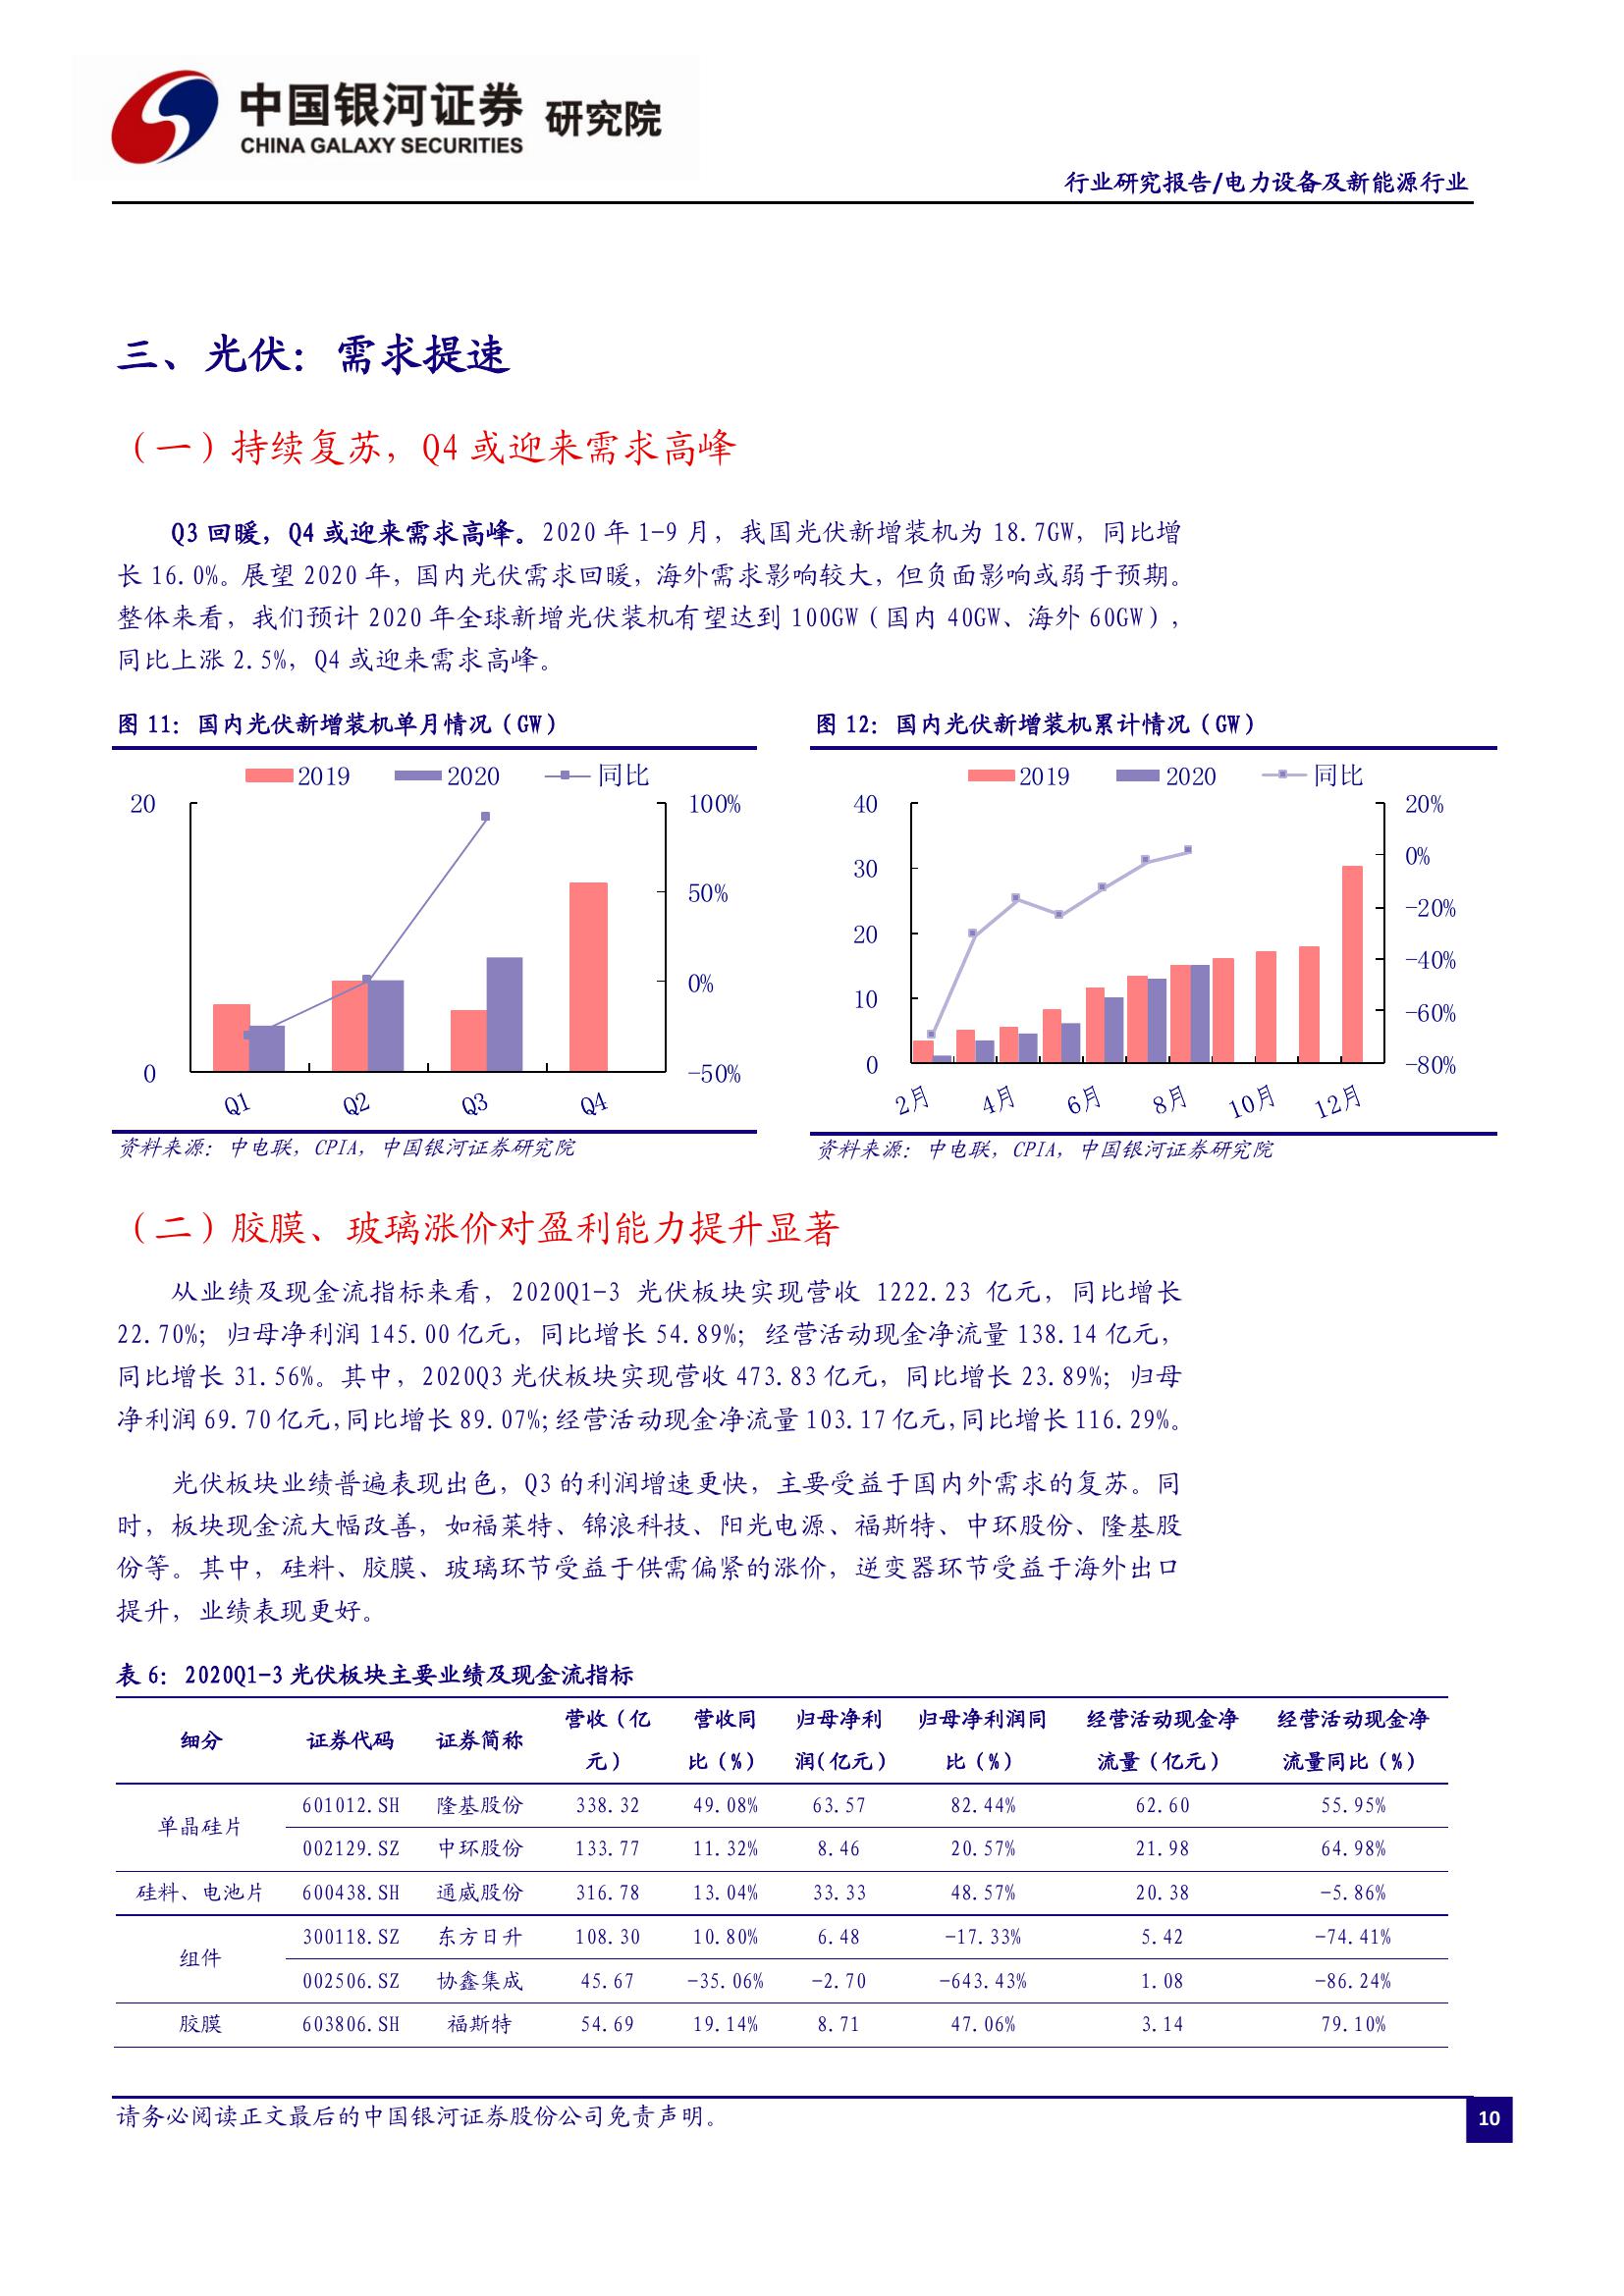 中国银河证券 研究院
CHINA GALAXY SECURITIES
行业研究报告/电力设备及新能源行业
三、光伏：需求提速
（一）持续复苏，Q4 或迎来需求高峰
Q3 回暖，Q4 或迎来需求高峰。2020 年 1-9 月，我国光伏新增装机为 18.7GW，同比增
长 16.0%。展望 2020 年，国内光伏需求回暖，海外需求影响较大，但负面影响或弱于预期。
整体来看，我们预计 2020 年全球新增光伏装机有望达到 100GW（国内 40GW、海外 60GW），
同比上涨 2.5%，Q4 或迎来需求高峰。
图 11：国内光伏新增装机单月情况（GW）
2019 2020 同比
20 100%
50%
0%
0 -50%
Q1 Q2 Q3 Q4
资料来源：中电联，CPIA，中国银河证券研究院
图 12：国内光伏新增装机累计情况（GW）
2019 2020 同比
40 20%
30 0%
20 -20%
-40%
10 -60%
0 -80%
2月 4月 6月 8月 10月 12月
资料来源：中电联，CPIA，中国银河证券研究院
（二）胶膜、玻璃涨价对盈利能力提升显著
从业绩及现金流指标来看，2020Q1-3 光伏板块实现营收 1222.23 亿元，同比增长
22.70%；归母净利润 145.00 亿元，同比增长 54.89%；经营活动现金净流量 138.14 亿元，
同比增长 31.56%。其中，2020Q3 光伏板块实现营收 473.83 亿元，同比增长 23.89%；归母
净利润 69.70 亿元，同比增长 89.07%；经营活动现金净流量 103.17 亿元，同比增长 116.29%。
光伏板块业绩普遍表现出色，Q3 的利润增速更快，主要受益于国内外需求的复苏。同
时，板块现金流大幅改善，如福莱特、锦浪科技、阳光电源、福斯特、中环股份、隆基股
份等。其中，硅料、胶膜、玻璃环节受益于供需偏紧的涨价，逆变器环节受益于海外出口
提升，业绩表现更好。
表 6：2020Q1-3 光伏板块主要业绩及现金流指标
细分 证券代码 证券简称 营收（亿元） 营收同比（%） 归母净利润(亿元） 归母净利润同比（%） 经营活动现金净流量（亿元） 经营活动现金净流量同比（%）
单晶硅片 601012.SH 隆基股份 338.32 49.08% 63.57 82.44% 62.60 55.95%
002129.SZ 中环股份 133.77 11.32% 8.46 20.57% 21.98 64.98%
硅料、电池片 600438.SH 通威股份 316.78 13.04% 33.33 48.57% 20.38 -5.86%
组件 300118.SZ 东方日升 108.30 10.80% 6.48 -17.33% 5.42 -74.41%
002506.SZ 协鑫集成 45.67 -35.06% -2.70 -643.43% 1.08 -86.24%
胶膜 603806.SH 福斯特 54.69 19.14% 8.71 47.06% 3.14 79.10%
请务必阅读正文最后的中国银河证券股份公司免责声明。
10